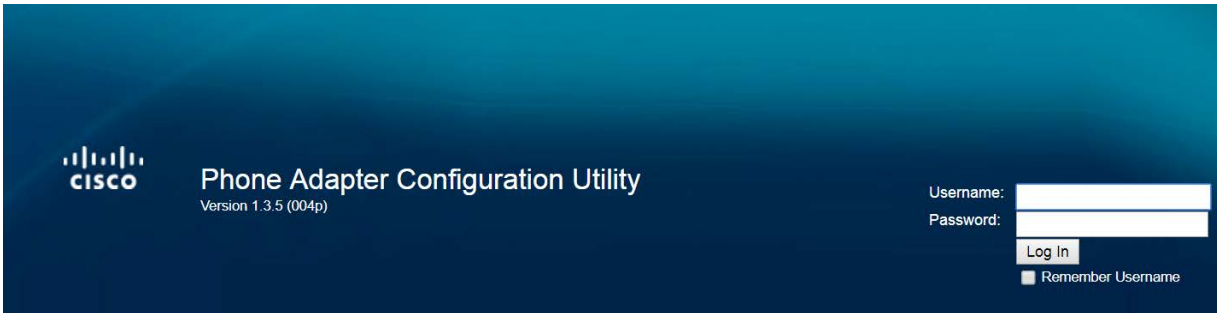 CISCO
Phone Adapter Configuration Utility
Version 1.3.5 (004p)
Username:
Password:
Log In
Remember Username